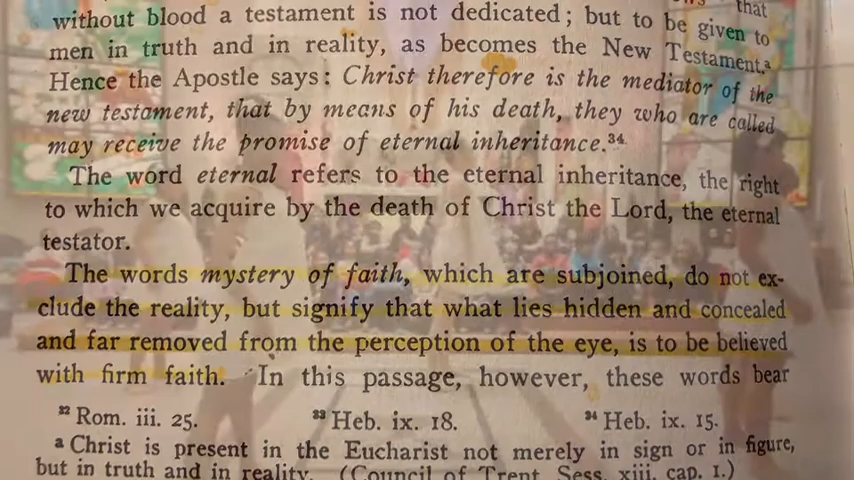 that
without blood a testament is not dedicated; but to be given to
men in truth and in reality, as becomes the New Testament.ª
Hence the Apostle says: Christ therefore is the mediator of the
new testament, that by means of his death, they who are called
may receive the promise of eternal inheritance.³⁴
The word eternal refers to the eternal inheritance, the right
to which we acquire by the death of Christ the Lord, the eternal
testator.
The words mystery of faith, which are subjoined, do not ex-
clude the reality, but signify that what lies hidden and concealed
and far removed from the perception of the eye, is to be believed
with firm faith. In this passage, however, these words bear
³² Rom. iii. 25. ³³ Heb. ix. 18. ³⁴ Heb. ix. 15.
ª Christ is present in the Eucharist not merely in sign or in figure,
but in truth and in reality. (Council of Trent, Sess. xiii. cap. 1.)